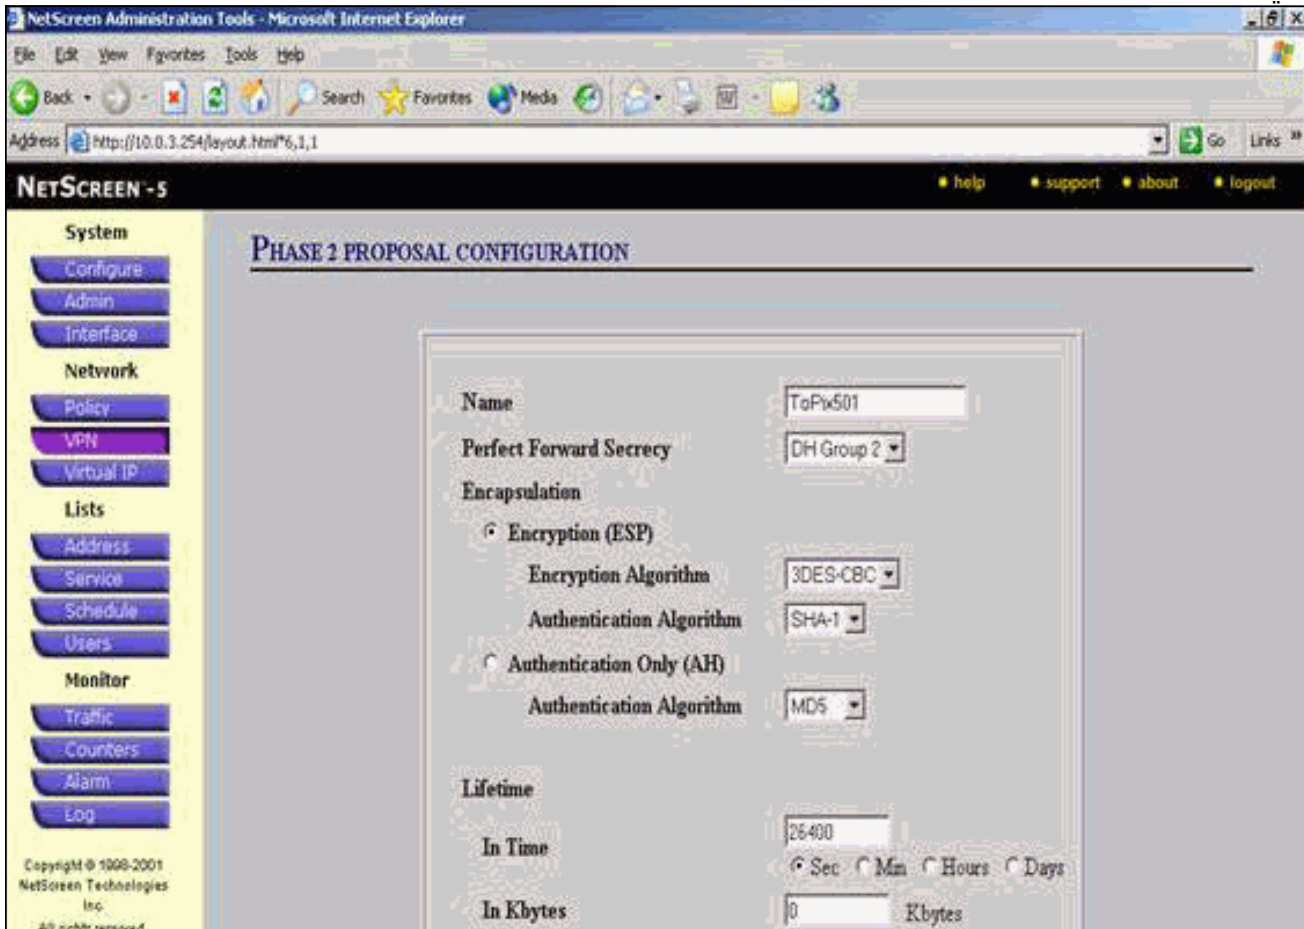 NetScreen Administration Tools - Microsoft Internet Explorer
File Edit View Favorites Tools Help
Back Search Favorites Media
Address http://10.0.3.254/layout.html*6,1,1 Go Links »
NETSCREEN-5 help support about logout
System
Configure
Admin
Interface
Network
Policy
VPN
Virtual IP
Lists
Address
Service
Schedule
Users
Monitor
Traffic
Counters
Alarm
Log
Copyright © 1998-2001
NetScreen Technologies
Inc.
All rights reserved
PHASE 2 PROPOSAL CONFIGURATION
Name ToPix501
Perfect Forward Secrecy DH Group 2
Encapsulation
Encryption (ESP)
Encryption Algorithm 3DES-CBC
Authentication Algorithm SHA-1
Authentication Only (AH)
Authentication Algorithm MD5
Lifetime
In Time 26400
Sec Min Hours Days
In Kbytes 0 Kbytes